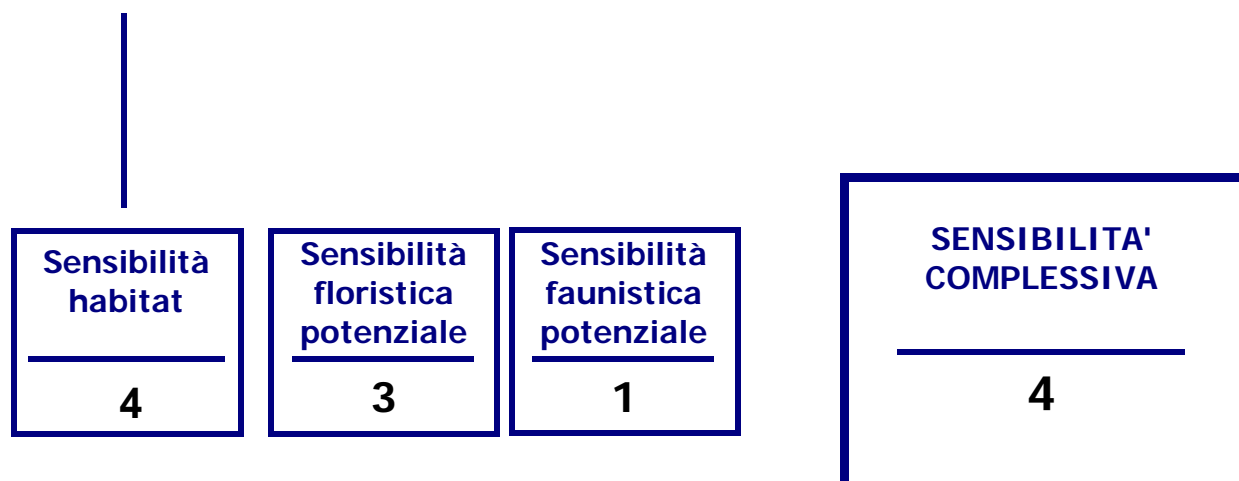 Sensibilità
habitat
4
Sensibilità
floristica
potenziale
3
Sensibilità
faunistica
potenziale
1
SENSIBILITA'
COMPLESSIVA
4